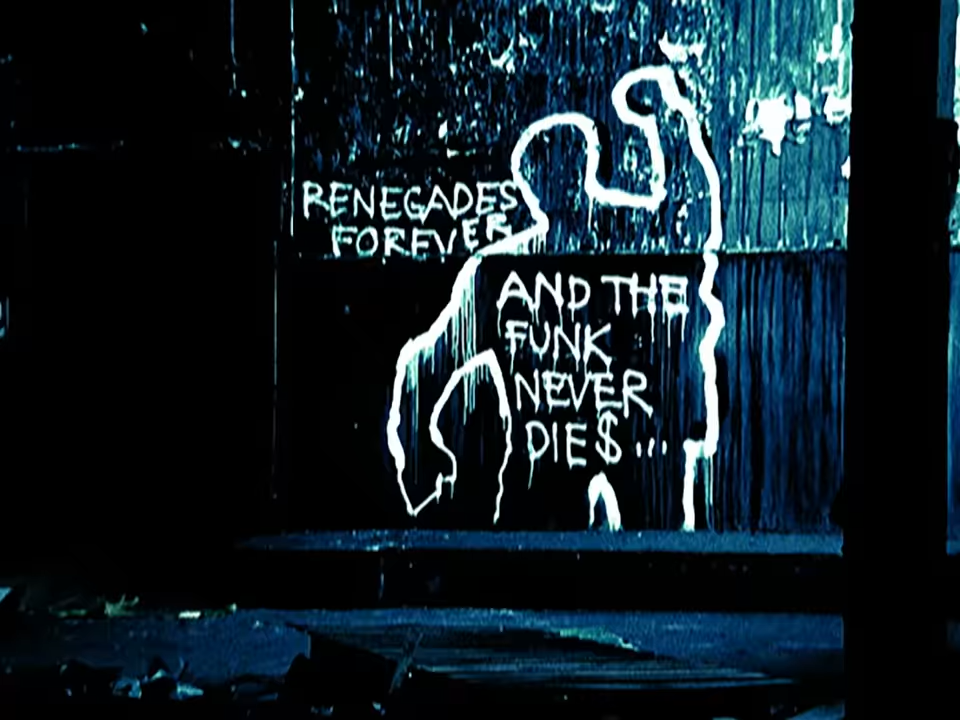 RENEGADES
FOREVER
AND THE
FUNK
NEVER
DIE$...